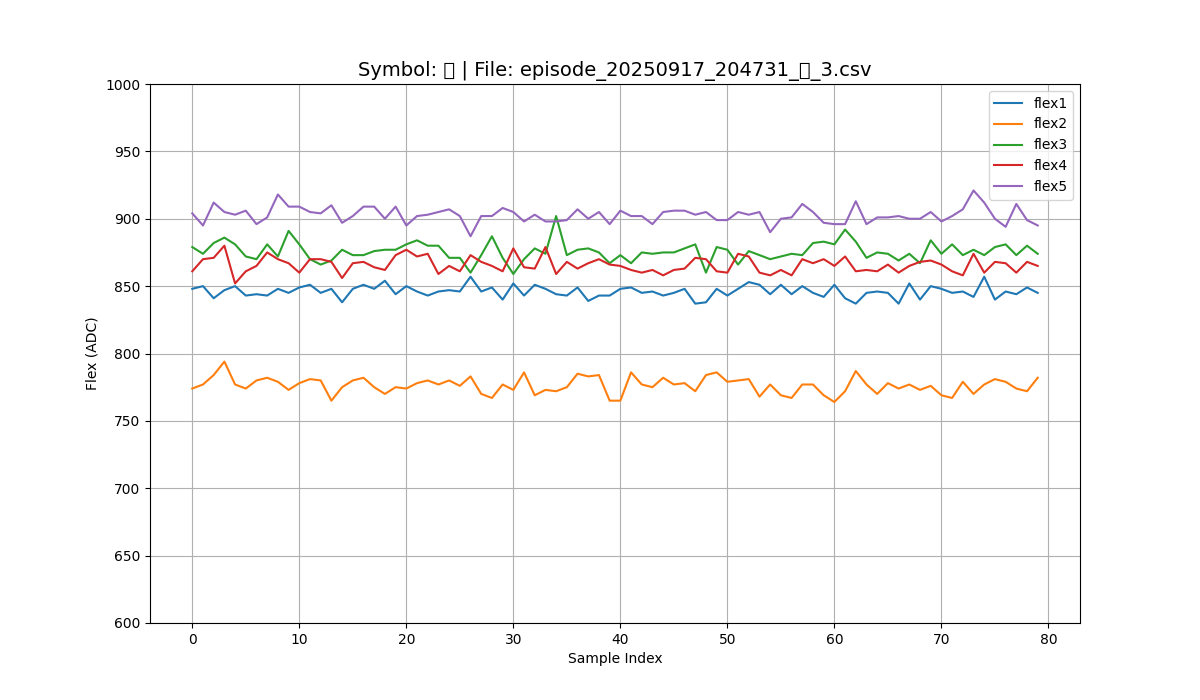 Symbol: | File: episode_20250917_204731_ _3.csv
1000
950
900
850
800
750
700
650
600
Flex (ADC)
0 10 20 30 40 50 60 70 80
Sample Index
flex1
flex2
flex3
flex4
flex5